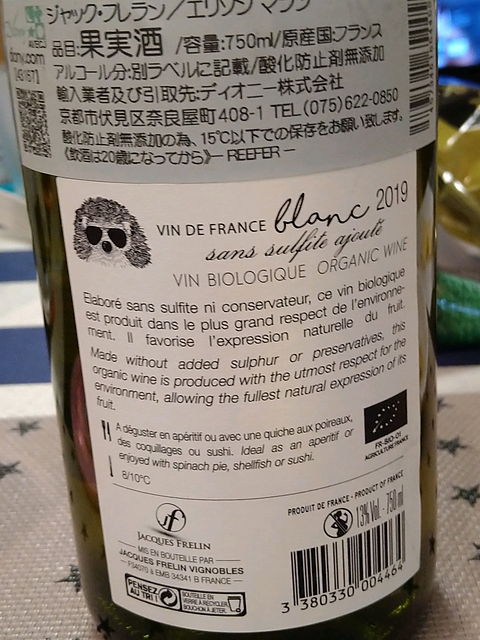 ジャック・フレラン／エリソン ブラン
品目:果実酒 /容量:750ml/原産国:フランス
アルコール分:別ラベルに記載/酸化防止剤無添加
輸入業者及び引取先:ディオニー株式会社
京都市伏見区奈良屋町408-1 TEL(075)622-0850
酸化防止剤無添加の為、15℃以下での保存をお願い致します。
《飲酒は20歳になってから》— REEFER —
VIN DE FRANCE blanc 2019
sans sulfite ajouté
VIN BIOLOGIQUE ORGANIC WINE
Elaboré sans sulfite ni conservateur, ce vin biologique
est produit dans le plus grand respect de l'environne-
ment. Il favorise l'expression naturelle du fruit.
Made without added sulphur or preservatives, this
organic wine is produced with the utmost respect for the
environment, allowing the fullest natural expression of its
fruit.
A déguster en apéritif ou avec une quiche aux poireaux,
des coquillages ou sushi. Ideal as an aperitif or
enjoyed with spinach pie, shellfish or sushi.
8/10°C
FR-BIO-01
AGRICULTURE FRANCE
JACQUES FRELIN
MIS EN BOUTEILLE PAR
JACQUES FRELIN VIGNOBLES
F34070 & EMB 34341 B FRANCE
PENSEZ
AU TRI !
BOUTEILLE EN
VERRE À RECYCLER,
BOUCHON À JETER.
PRODUIT DE FRANCE - PRODUCT OF FRANCE
13% Vol. - 750 ml
3 380330 004464